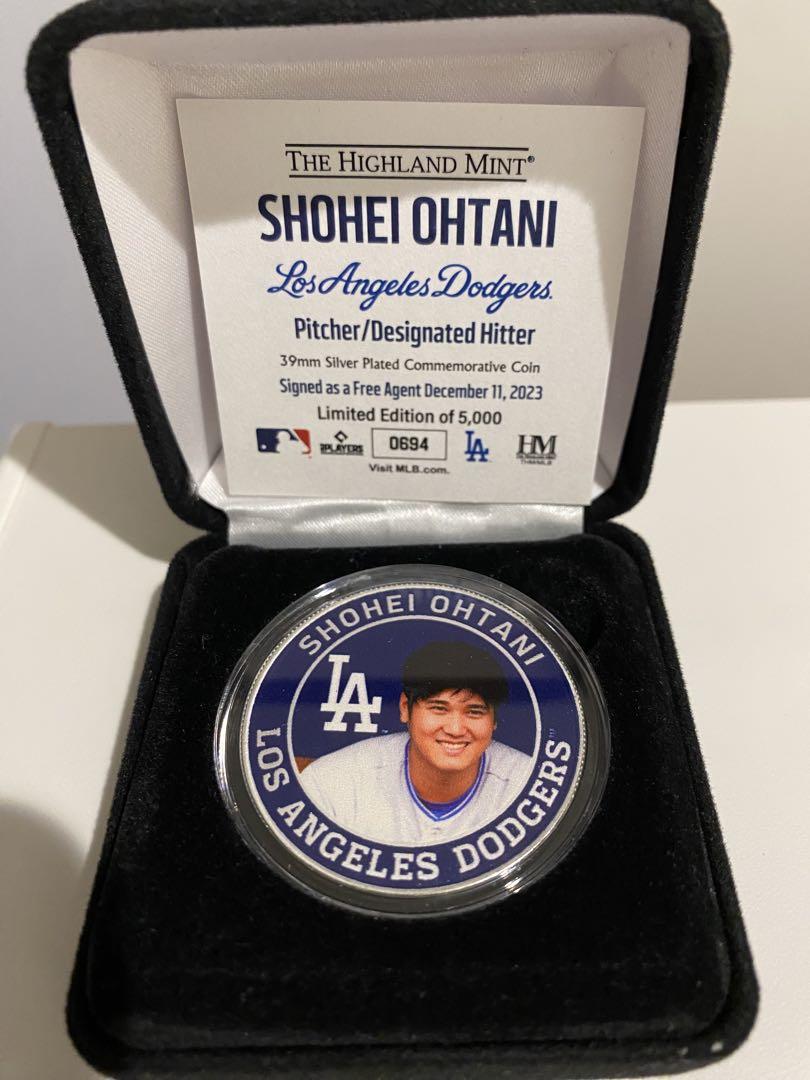 THE HIGHLAND MINT®
SHOHEI OHTANI
Los Angeles Dodgers.
Pitcher/Designated Hitter
39mm Silver Plated Commemorative Coin
Signed as a Free Agent December 11, 2023
Limited Edition of 5,000
PLAYERS 0694 LA HM
Visit MLB.com.
SHOHEI OHTANI
LA
LOS ANGELES DODGERS™